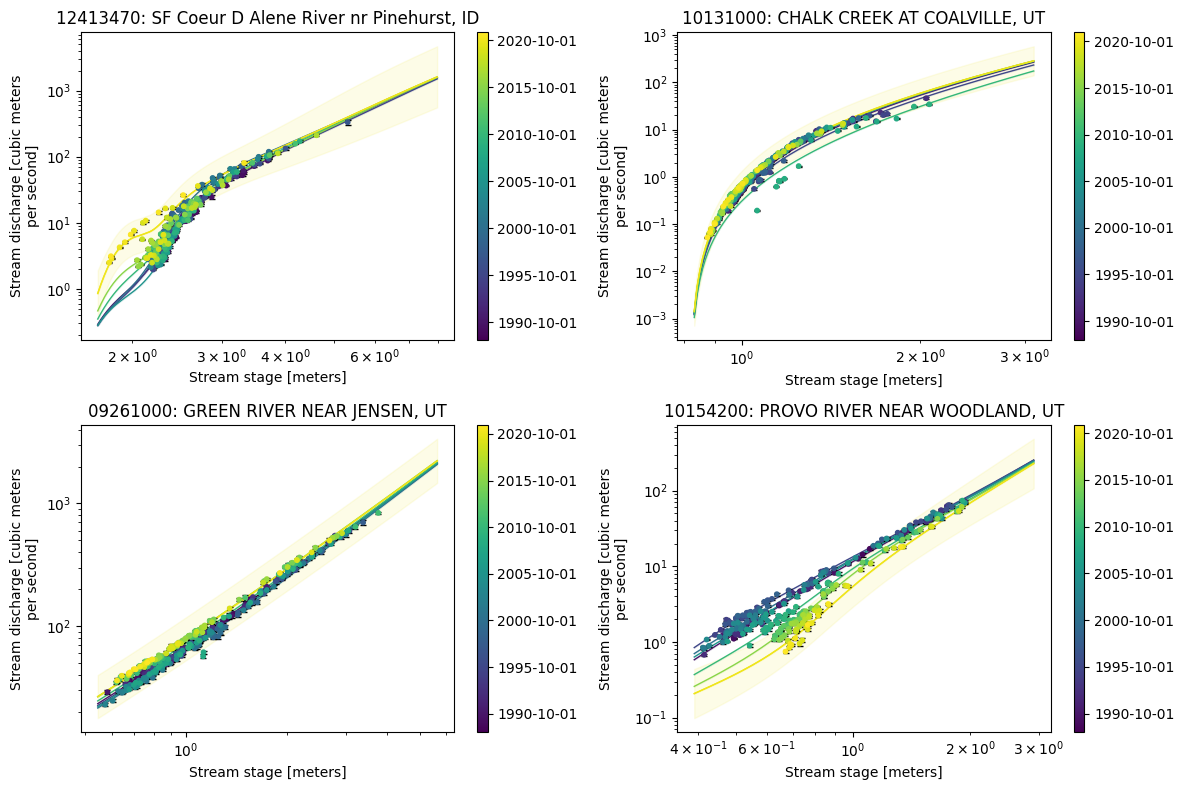 12413470: SF Coeur D Alene River nr Pinehurst, ID
Stream discharge [cubic meters
per second]
10³
10²
10¹
10⁰
2 × 10⁰
3 × 10⁰
4 × 10⁰
6 × 10⁰
Stream stage [meters]
2020-10-01
2015-10-01
2010-10-01
2005-10-01
2000-10-01
1995-10-01
1990-10-01
10131000: CHALK CREEK AT COALVILLE, UT
Stream discharge [cubic meters
per second]
10³
10²
10¹
10⁰
10⁻¹
10⁻²
10⁻³
10⁰
2 × 10⁰
3 × 10⁰
Stream stage [meters]
2020-10-01
2015-10-01
2010-10-01
2005-10-01
2000-10-01
1995-10-01
1990-10-01
09261000: GREEN RIVER NEAR JENSEN, UT
Stream discharge [cubic meters
per second]
10³
10²
10⁰
Stream stage [meters]
2020-10-01
2015-10-01
2010-10-01
2005-10-01
2000-10-01
1995-10-01
1990-10-01
10154200: PROVO RIVER NEAR WOODLAND, UT
Stream discharge [cubic meters
per second]
10²
10¹
10⁰
10⁻¹
4 × 10⁻¹
6 × 10⁻¹
10⁰
2 × 10⁰
3 × 10⁰
Stream stage [meters]
2020-10-01
2015-10-01
2010-10-01
2005-10-01
2000-10-01
1995-10-01
1990-10-01